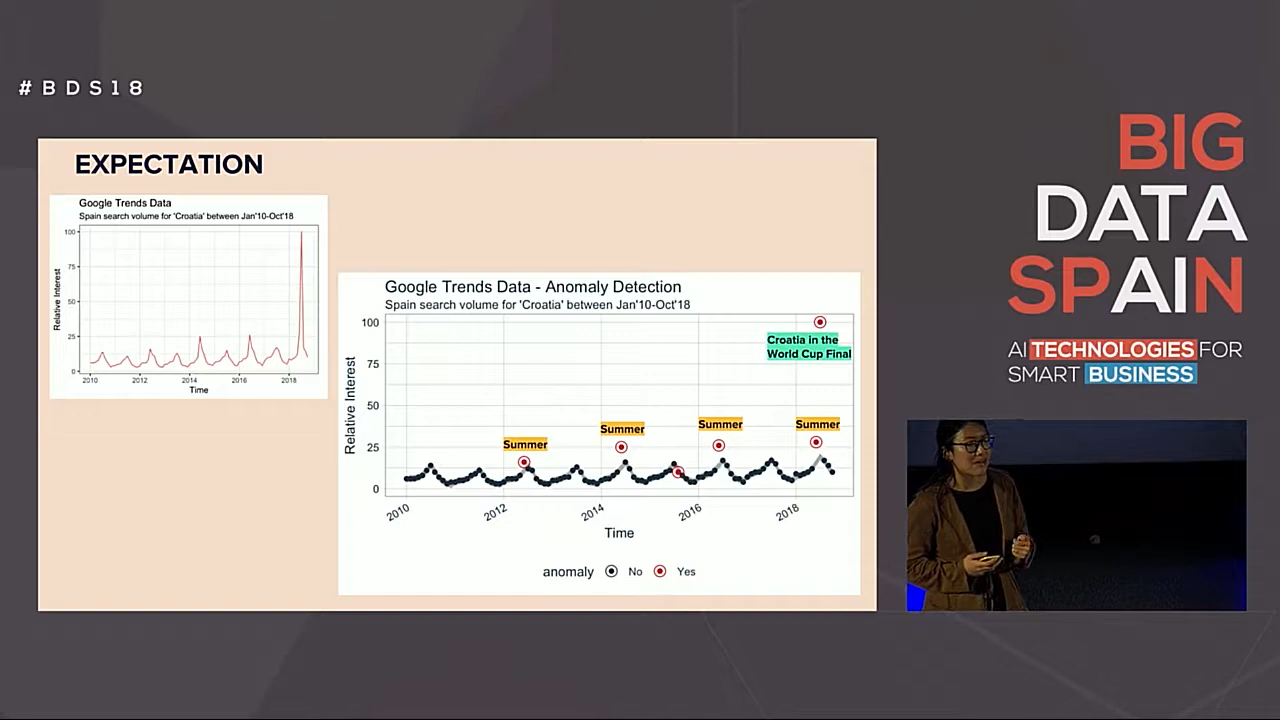 #BDS18
EXPECTATION
Google Trends Data
Spain search volume for 'Croatia' between Jan'10-Oct'18
100
75
50
25
0
Relative Interest
2010 2012 2014 2016 2018
Time
Google Trends Data - Anomaly Detection
Spain search volume for 'Croatia' between Jan'10-Oct'18
100
75
50
25
0
Relative Interest
Croatia in the
World Cup Final
Summer
Summer
Summer
Summer
2010 2012 2014 2016 2018
Time
anomaly No Yes
BIG
DATA
SPAIN
AI TECHNOLOGIES FOR
SMART BUSINESS